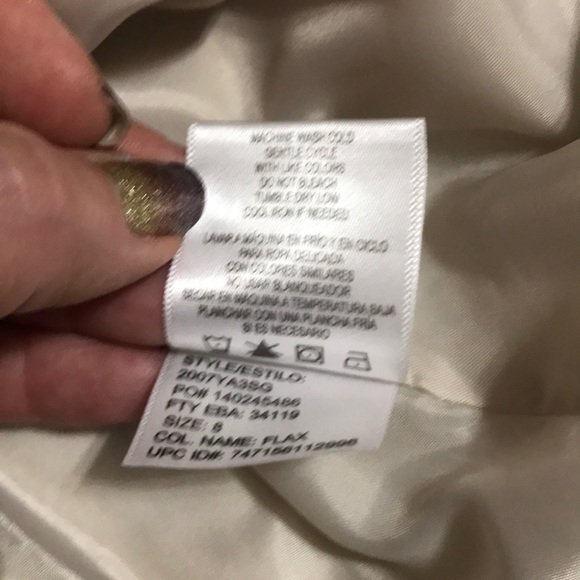 MACHINE WASH COLD
GENTLE CYCLE
WITH LIKE COLORS
DO NOT BLEACH
TUMBLE DRY LOW
COOL IRON IF NEEDED
LAVAR A MAQUINA EN FRIO Y EN CICLO
PARA ROPA DELICADA
CON COLORES SIMILARES
NO USAR BLANQUEADOR
SECAR EN MAQUINA A TEMPERATURA BAJA
PLANCHAR CON UNA PLANCHA FRIA
SI ES NECESARIO
STYLE/ESTILO:
2007YA3SG
PO# 140245486
FTY EBA: 34119
SIZE: 8
COL. NAME: FLAX
UPC ID#: 747156112996